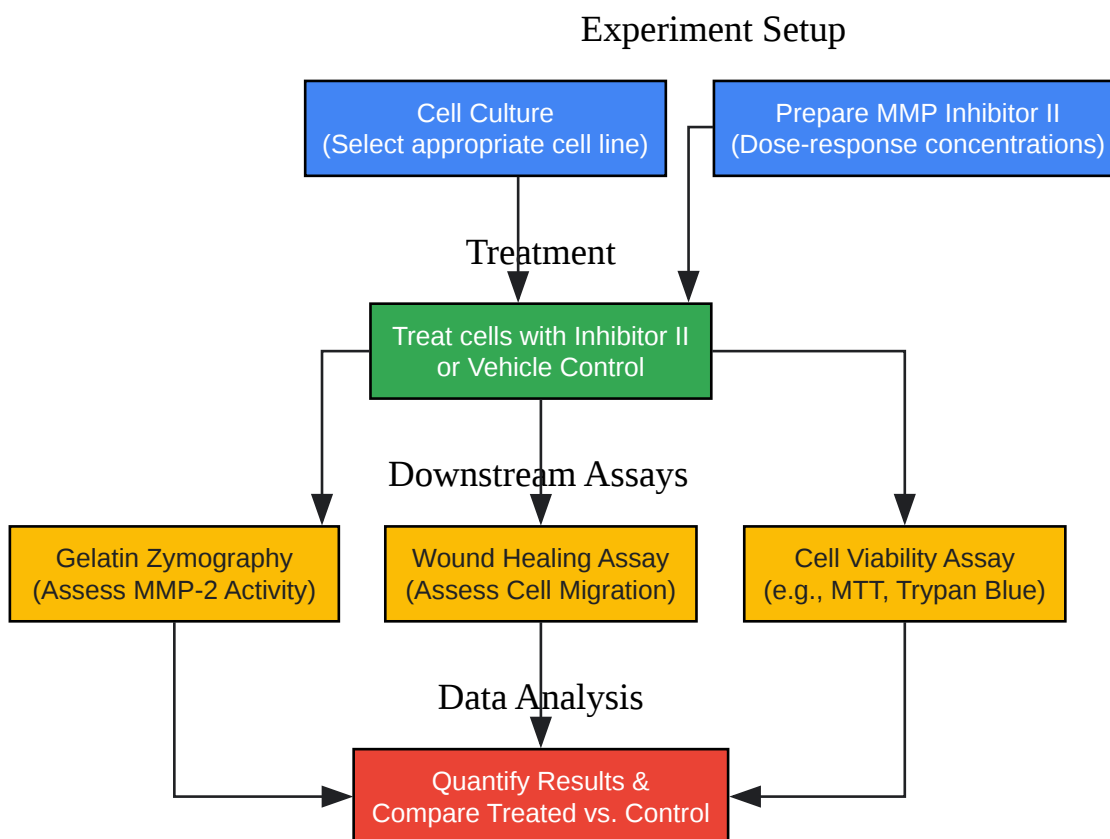 Experiment Setup
Cell Culture
(Select appropriate cell line)
Prepare MMP Inhibitor II
(Dose-response concentrations)
Treatment
Treat cells with Inhibitor II
or Vehicle Control
Downstream Assays
Gelatin Zymography
(Assess MMP-2 Activity)
Wound Healing Assay
(Assess Cell Migration)
Cell Viability Assay
(e.g., MTT, Trypan Blue)
Data Analysis
Quantify Results &
Compare Treated vs. Control